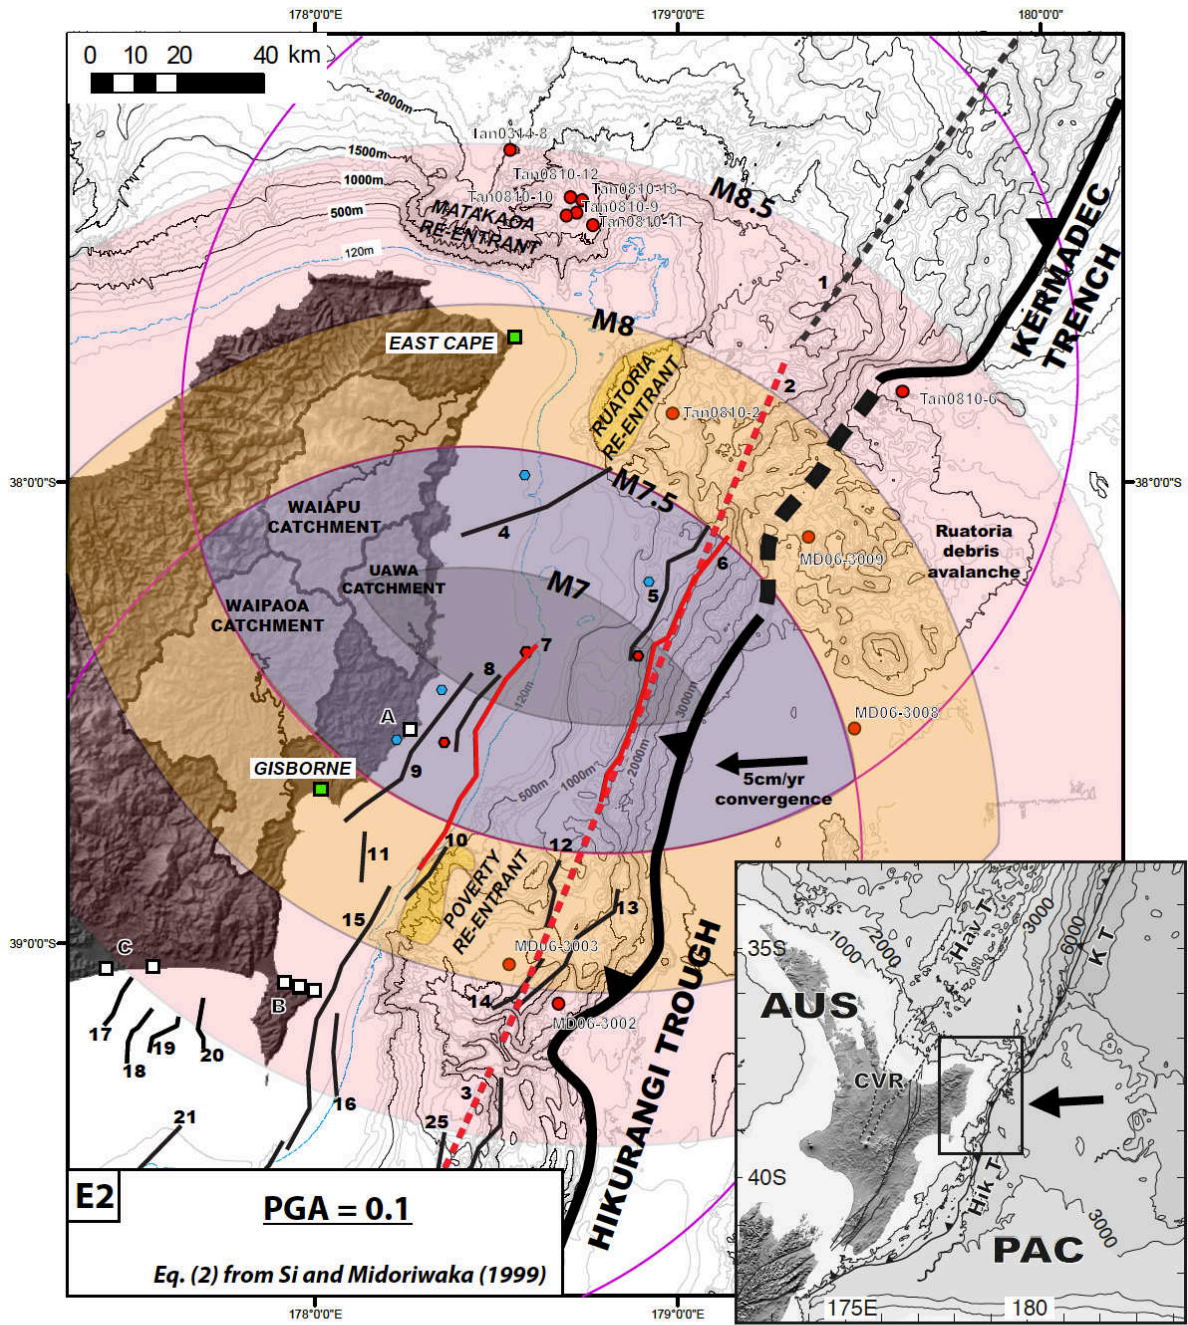 178°0'0"E
179°0'0"E
180°0'0"
0 10 20 40 km
2000m
1500m
1000m
500m
120m
Tan0314-8
Tan0810-12
Tan0810-10
Tan0810-13
Tan0810-9
Tan0810-11
MATAKAOA
RE-ENTRANT
M8.5
1
KERMADEC
TRENCH
M8
EAST CAPE
RUATORIA
RE-ENTRANT
2
Tan0810-2
Tan0810-6
38°0'0"S
38°0'0"S
M7.5
WAIAPU
CATCHMENT
4
Ruatoria
debris
avalanche
MD06-3009
6
UAWA
CATCHMENT
M7
5
WAIPAOA
CATCHMENT
7
8
120m
3000m
MD06-3008
A
9
2000m
1000m
500m
5cm/yr
convergence
GISBORNE
10
11
12
POVERTY
RE-ENTRANT
13
15
39°0'0"S
C
MD06-3003
14
B
MD06-3002
17
18
19
20
HIKURANGI TROUGH
3
16
21
25
E2
PGA = 0.1
Eq. (2) from Si and Midoriwaka (1999)
178°0'0"E
179°0'0"E
35S
1000
2000
Hav T
3000
6000
K T
AUS
CVR
40S
Hik T
3000
PAC
175E
180